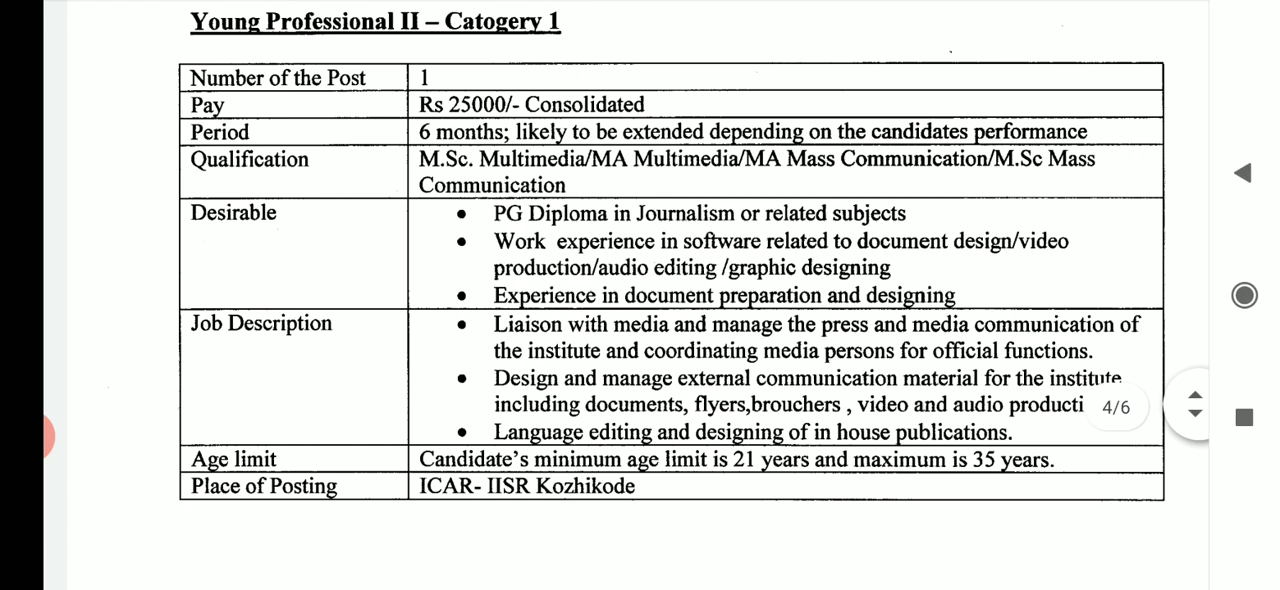 Young Professional II – Catogery 1
Number of the Post 1
Pay Rs 25000/- Consolidated
Period 6 months; likely to be extended depending on the candidates performance
Qualification M.Sc. Multimedia/MA Multimedia/MA Mass Communication/M.Sc Mass
Communication
Desirable • PG Diploma in Journalism or related subjects
• Work experience in software related to document design/video
production/audio editing /graphic designing
• Experience in document preparation and designing
Job Description • Liaison with media and manage the press and media communication of
the institute and coordinating media persons for official functions.
• Design and manage external communication material for the institute
including documents, flyers,brouchers , video and audio producti
4/6
• Language editing and designing of in house publications.
Age limit Candidate's minimum age limit is 21 years and maximum is 35 years.
Place of Posting ICAR- IISR Kozhikode